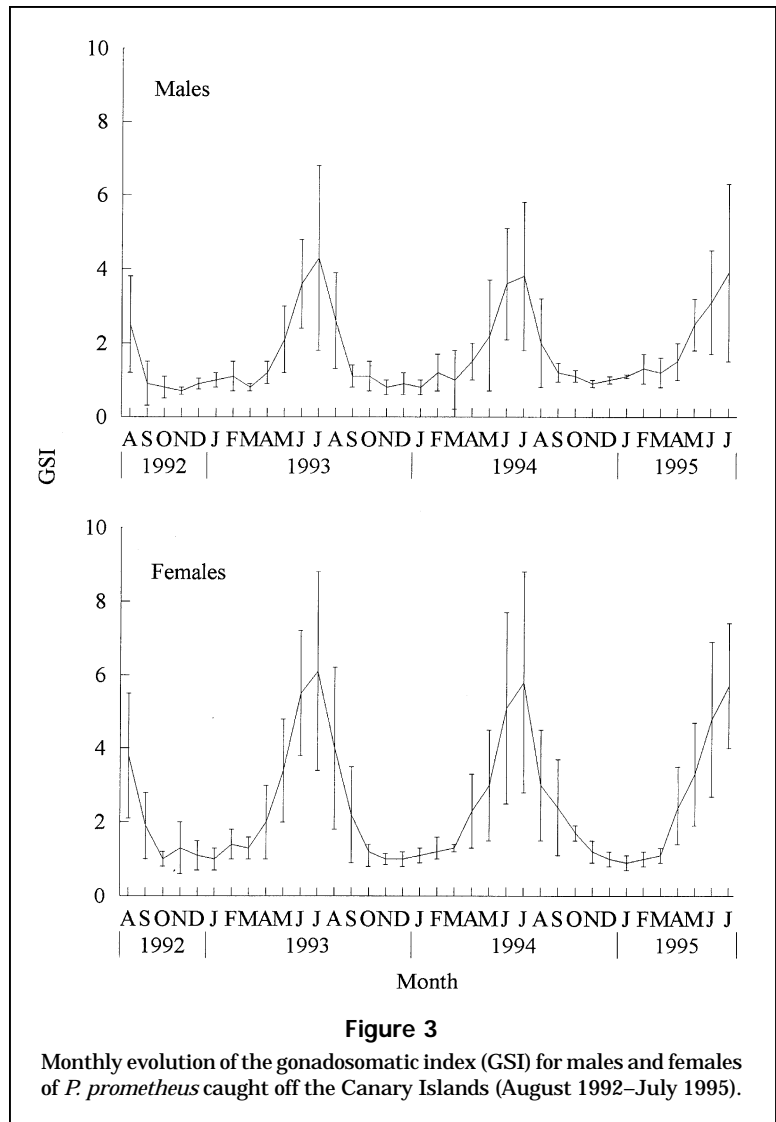 10
Males
8
6
4
2
0
A S O N D J F M A M J J A S O N D J F M A M J J A S O N D J F M A M J J
1992 1993 1994 1995
GSI
10
Females
8
6
4
2
0
A S O N D J F M A M J J A S O N D J F M A M J J A S O N D J F M A M J J
1992 1993 1994 1995
Month
Figure 3
Monthly evolution of the gonadosomatic index (GSI) for males and females
of P. prometheus caught off the Canary Islands (August 1992–July 1995).